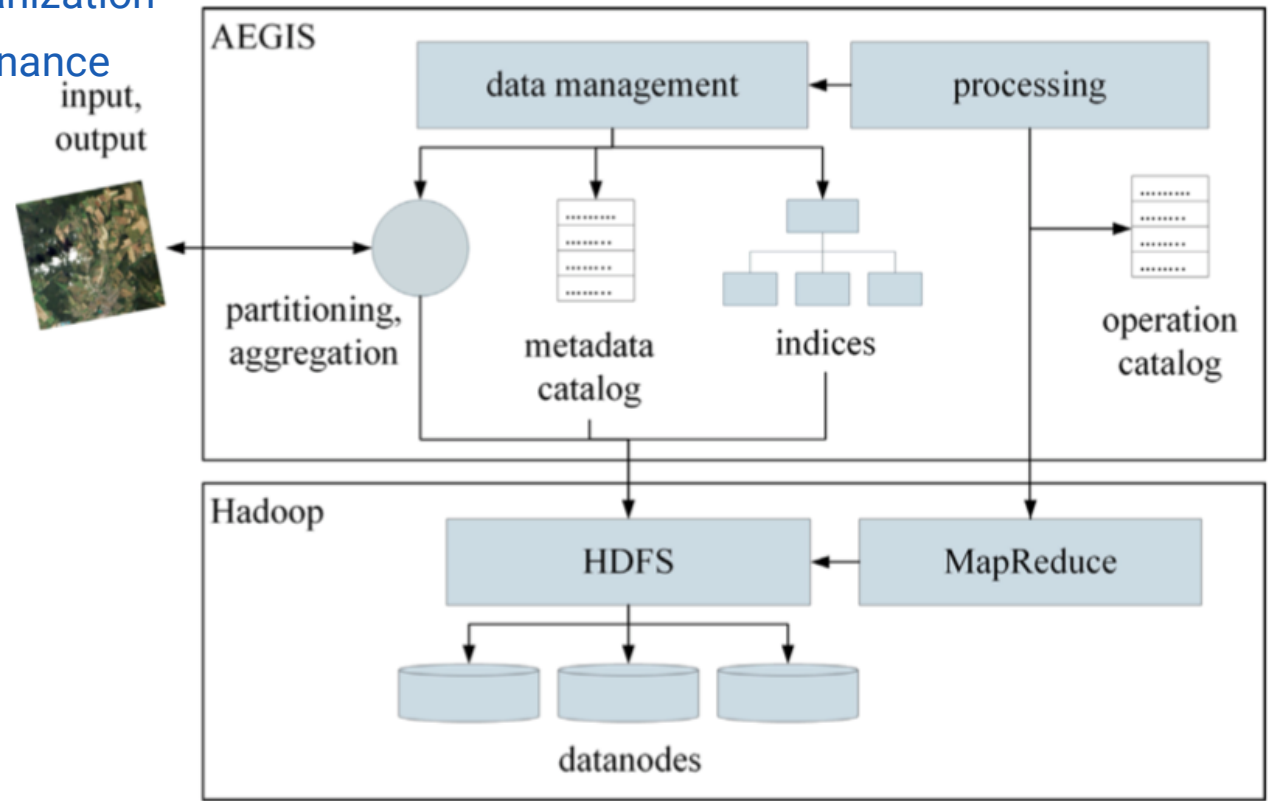 nance
AEGIS
data management
processing
input,
output
partitioning,
aggregation
metadata
catalog
indices
operation
catalog
Hadoop
HDFS
MapReduce
datanodes